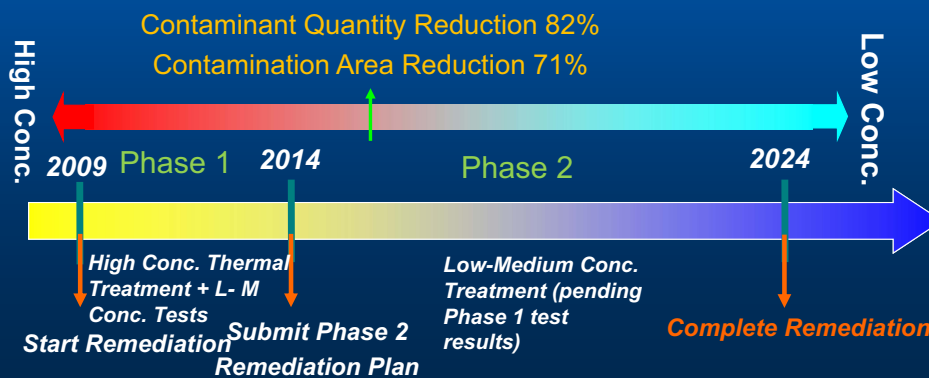 Contaminant Quantity Reduction 82%
Contamination Area Reduction 71%
High Conc.
Low Conc.
2009
Phase 1
2014
Phase 2
2024
High Conc. Thermal
Treatment + L- M
Conc. Tests
Low-Medium Conc.
Treatment (pending
Phase 1 test
results)
Start Remediation
Submit Phase 2
Remediation Plan
Complete Remediation